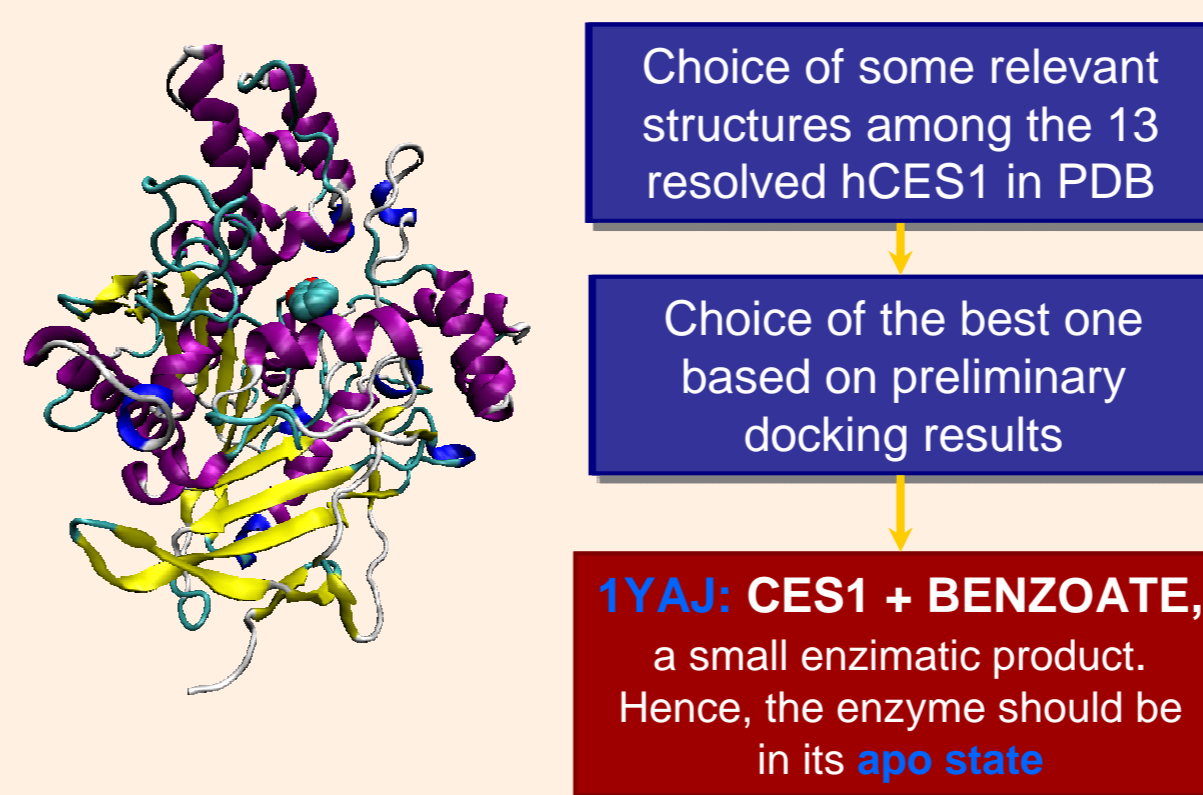 Choice of some relevant
structures among the 13
resolved hCES1 in PDB
Choice of the best one
based on preliminary
docking results
1YAJ: CES1 + BENZOATE,
a small enzimatic product.
Hence, the enzyme should be
in its apo state